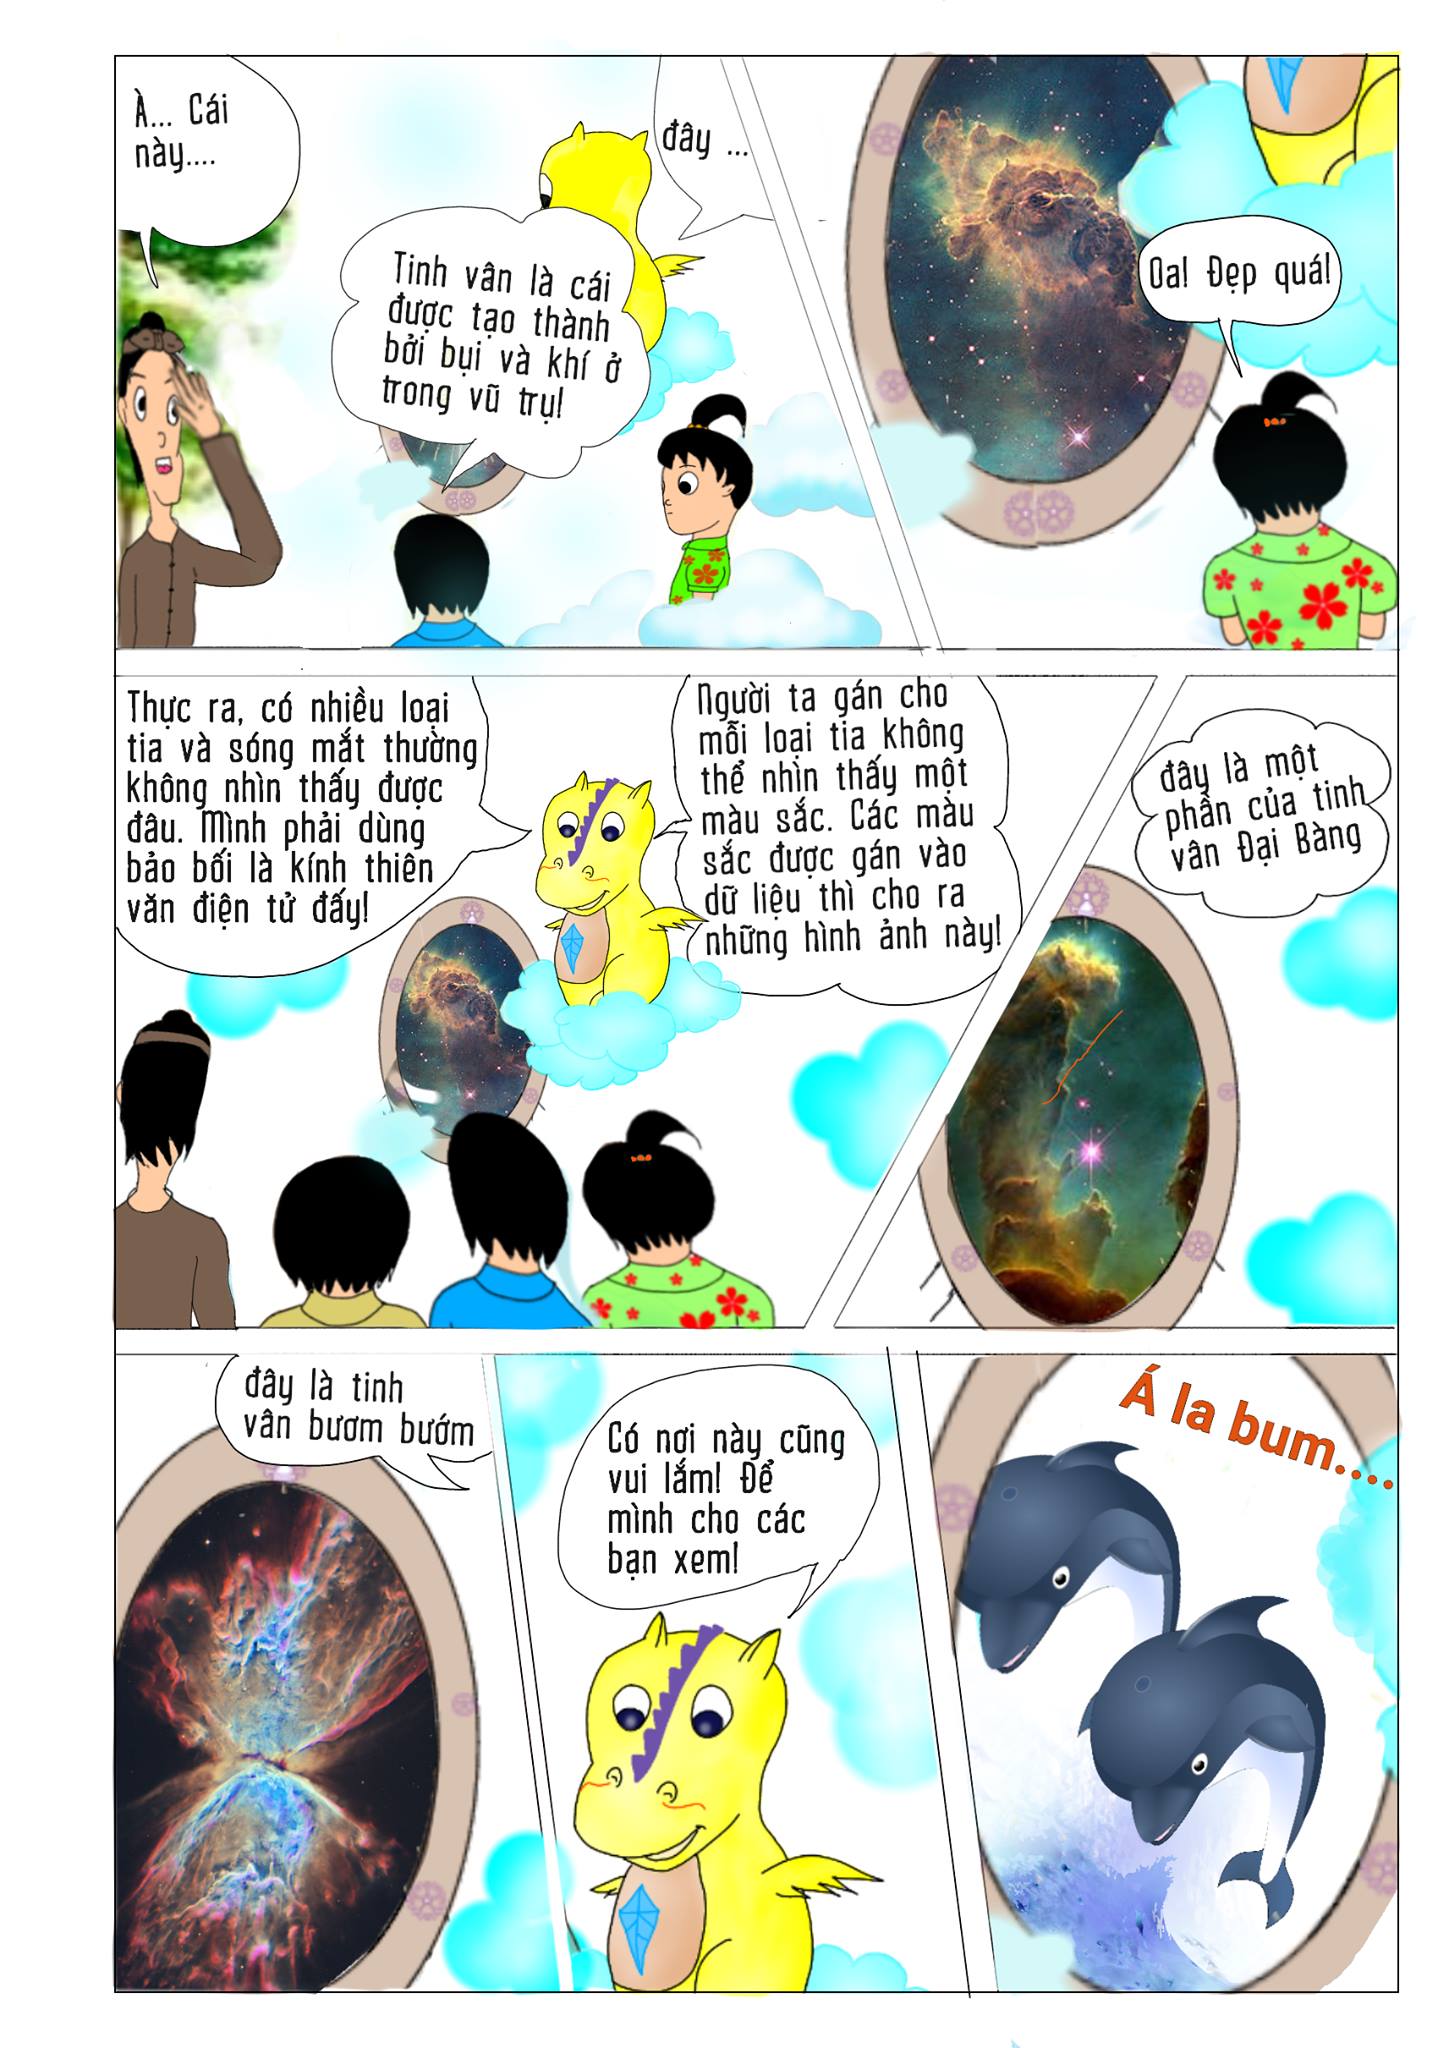 À... Cái
này....
đây ...
Tinh vân là cái
được tạo thành
bởi bụi và khí ở
trong vũ trụ!
Oa! Đẹp quá!
Thực ra, có nhiều loại
tia và sóng mắt thường
không nhìn thấy được
đâu. Mình phải dùng
bảo bối là kính thiên
văn điện tử đấy!
Người ta gán cho
mỗi loại tia không
thể nhìn thấy một
màu sắc. Các màu
sắc được gán vào
dữ liệu thì cho ra
những hình ảnh này!
đây là một
phần của tinh
vân Đại Bàng
đây là tinh
vân bươm bướm
Có nơi này cũng
vui lắm! Để
mình cho các
bạn xem!
Á la bum....